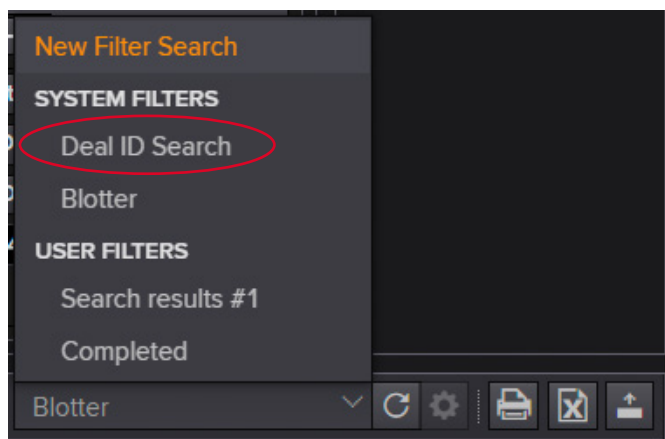 New Filter Search
SYSTEM FILTERS
Deal ID Search
Blotter
USER FILTERS
Search results #1
Completed
Blotter